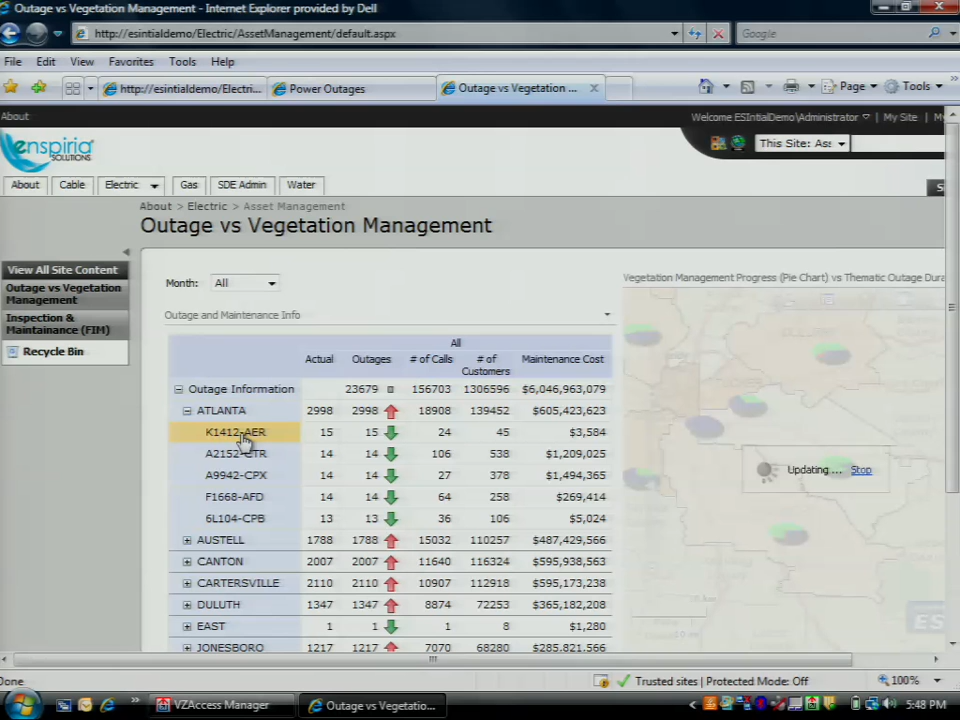 Outage vs Vegetation Management - Internet Explorer provided by Dell
http://esintialdemo/Electric/AssetManagement/default.aspx
Google
File Edit View Favorites Tools Help
http://esintialdemo/Electri...
Power Outages
Outage vs Vegetation ...
Page
Tools
About
Welcome ESIntialDemo\Administrator
My Site
My
enspiria
SOLUTIONS
This Site: Ass
About
Cable
Electric
Gas
SDE Admin
Water
S
About > Electric > Asset Management
Outage vs Vegetation Management
View All Site Content
Outage vs Vegetation
Management
Inspection &
Maintainance (FIM)
Recycle Bin
Month: All
Outage and Maintenance Info
Vegetation Management Progress (Pie Chart) vs Thematic Outage Dura
All
Actual Outages # of Calls # of Customers Maintenance Cost
Outage Information 23679 156703 1306596 $6,046,963,079
ATLANTA 2998 2998 18908 139452 $605,423,623
K1412-AER 15 15 24 45 $3,584
A2152-CTR 14 14 106 538 $1,209,025
A9942-CPX 14 14 27 378 $1,494,365
F1668-AFD 14 14 64 258 $269,414
6L104-CPB 13 13 36 106 $5,024
AUSTELL 1788 1788 15032 110257 $487,429,566
CANTON 2007 2007 11640 116324 $595,938,563
CARTERSVILLE 2110 2110 10907 112918 $595,173,238
DULUTH 1347 1347 8874 72253 $365,182,208
EAST 1 1 1 8 $1,280
JONESBORO 1217 1217 7070 68280 $285,821,566
Updating ... Stop
ES
Done
Trusted sites | Protected Mode: Off
100%
VZAccess Manager
Outage vs Vegetatio...
5:48 PM